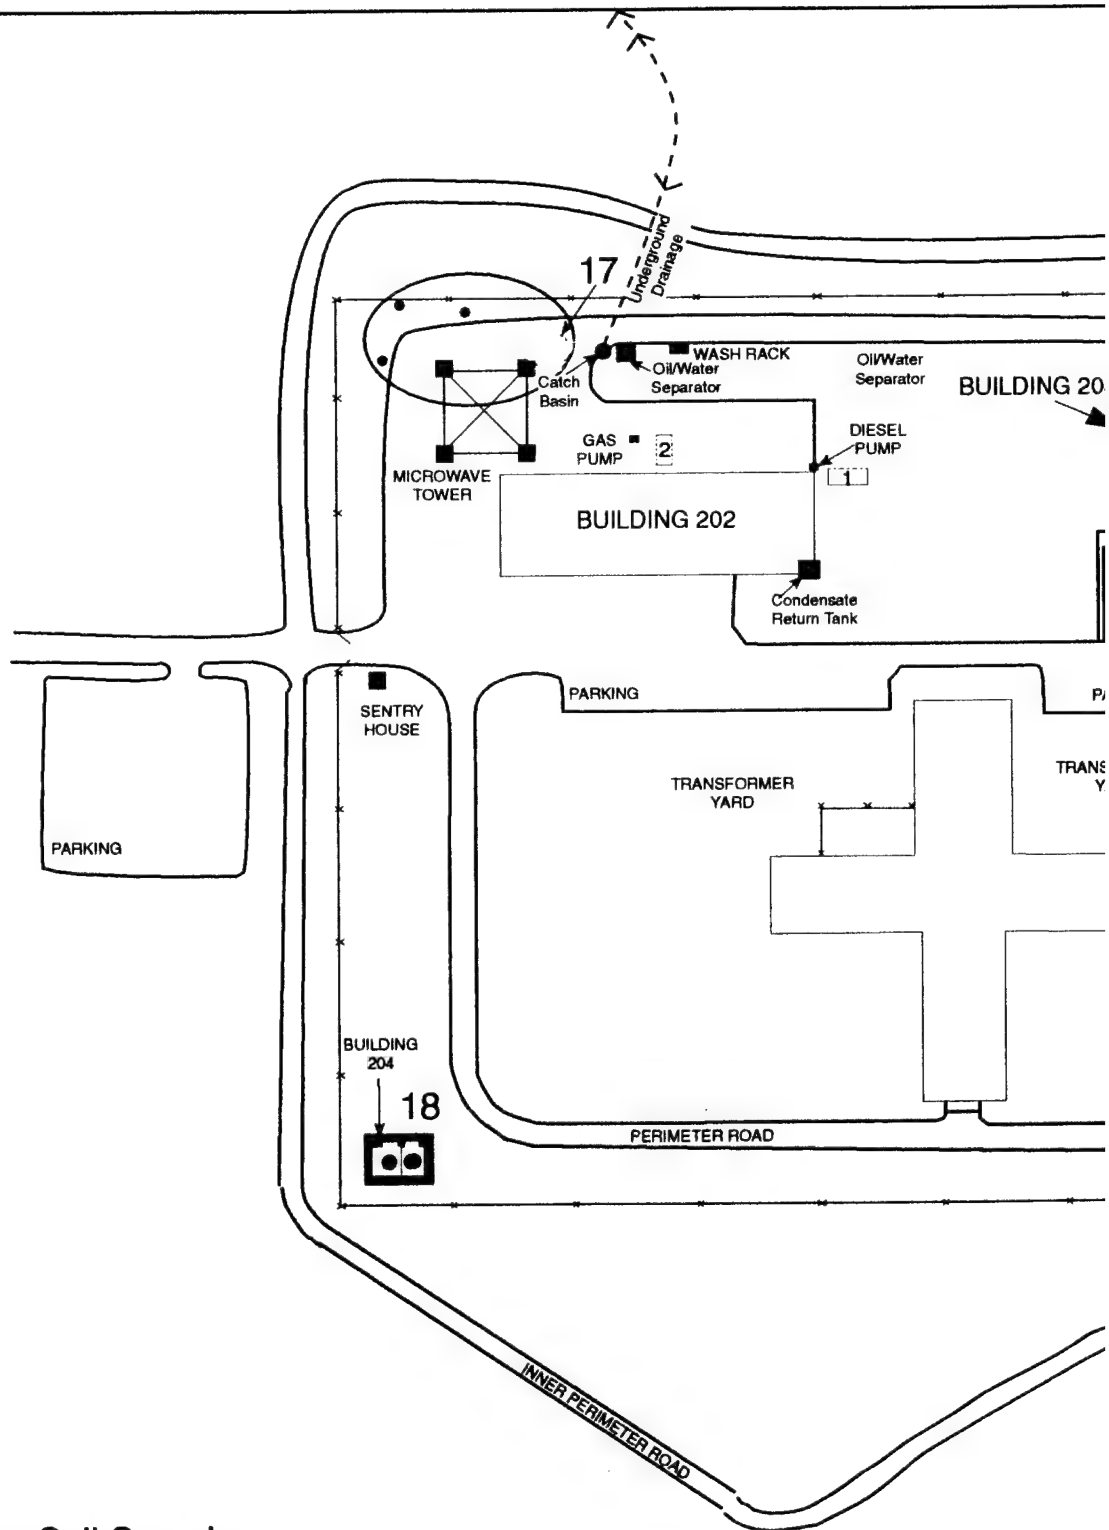 17
Underground
Drainage
WASH RACK
Oil/Water
Separator
Oil/Water
Separator
Catch
Basin
BUILDING 20
DIESEL
PUMP
GAS
PUMP
2
1
MICROWAVE
TOWER
BUILDING 202
Condensate
Return Tank
PARKING
SENTRY
HOUSE
TRANSFORMER
YARD
TRANS
Y
PARKING
BUILDING
204
18
PERIMETER ROAD
INNER PERIMETER ROAD